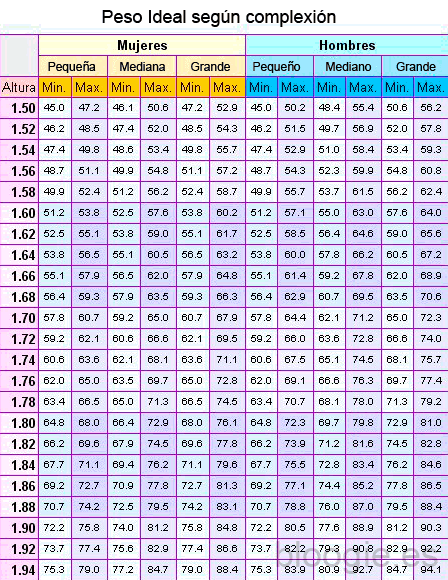 Peso Ideal según complexión
Mujeres Hombres
Pequeña Mediana Grande Pequeño Mediano Grande
Altura Min. Max. Min. Max. Min. Max. Min. Max. Min. Max. Min. Max.
1.50 45.0 47.2 46.1 50.6 47.2 52.9 45.0 50.2 48.4 55.4 50.6 56.2
1.52 46.2 48.5 47.4 52.0 48.5 54.3 46.2 51.5 49.7 56.9 52.0 57.8
1.54 47.4 49.8 48.6 53.4 49.8 55.7 47.4 52.9 51.0 58.4 53.4 59.3
1.56 48.7 51.1 49.9 54.8 51.1 57.2 48.7 54.3 52.3 59.9 54.8 60.8
1.58 49.9 52.4 51.2 56.2 52.4 58.7 49.9 55.7 53.7 61.5 56.2 62.4
1.60 51.2 53.8 52.5 57.6 53.8 60.2 51.2 57.1 55.0 63.0 57.6 64.0
1.62 52.5 55.1 53.8 59.0 55.1 61.7 52.5 58.5 56.4 64.6 59.0 65.6
1.64 53.8 56.5 55.1 60.5 56.5 63.2 53.8 60.0 57.8 66.2 60.5 67.2
1.66 55.1 57.9 56.5 62.0 57.9 64.8 55.1 61.4 59.2 67.8 62.0 68.9
1.68 56.4 59.3 57.9 63.5 59.3 66.3 56.4 62.9 60.7 69.5 63.5 70.6
1.70 57.8 60.7 59.2 65.0 60.7 67.9 57.8 64.4 62.1 71.2 65.0 72.3
1.72 59.2 62.1 60.6 66.6 62.1 69.5 59.2 66.0 63.6 72.8 66.6 74.0
1.74 60.6 63.6 62.1 68.1 63.6 71.1 60.6 67.5 65.1 74.5 68.1 75.7
1.76 62.0 65.0 63.5 69.7 65.0 72.8 62.0 69.1 66.6 76.3 69.7 77.4
1.78 63.4 66.5 65.0 71.3 66.5 74.5 63.4 70.7 68.1 78.0 71.3 79.2
1.80 64.8 68.0 66.4 72.9 68.0 76.1 64.8 72.3 69.7 79.8 72.9 81.0
1.82 66.2 69.6 67.9 74.5 69.6 77.8 66.2 73.9 71.2 81.6 74.5 82.8
1.84 67.7 71.1 69.4 76.2 71.1 79.6 67.7 75.5 72.8 83.4 76.2 84.6
1.86 69.2 72.7 70.9 77.8 72.7 81.3 69.2 77.1 74.4 85.2 77.8 86.5
1.88 70.7 74.2 72.5 79.5 74.2 83.1 70.7 78.8 76.0 87.0 79.5 88.4
1.90 72.2 75.8 74.0 81.2 75.8 84.8 72.2 80.5 77.6 88.9 81.2 90.3
1.92 73.7 77.4 75.6 82.9 77.4 86.6 73.7 82.2 79.3 90.8 82.9 92.2
1.94 75.3 79.0 77.2 84.7 79.0 88.4 75.3 83.9 80.9 92.7 84.7 94.1
bloogie.es